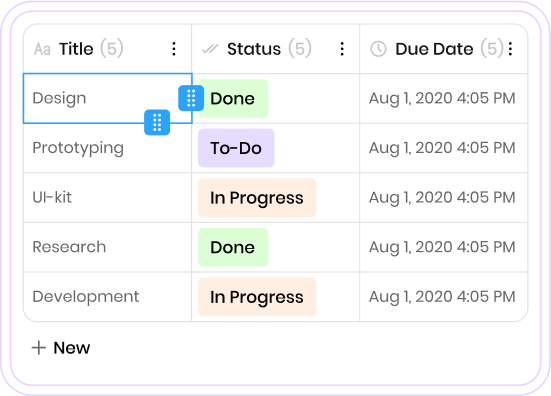 Aa Title (5) Status (5) Due Date (5)
Design Done Aug 1, 2020 4:05 PM
Prototyping To-Do Aug 1, 2020 4:05 PM
UI-kit In Progress Aug 1, 2020 4:05 PM
Research Done Aug 1, 2020 4:05 PM
Development In Progress Aug 1, 2020 4:05 PM
+ New